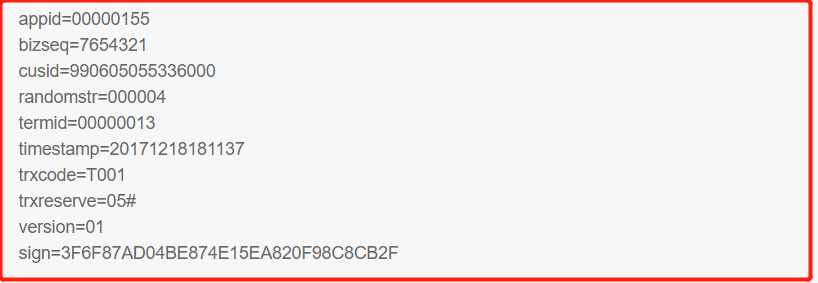 appid=00000155
bizseq=7654321
cusid=990605055336000
randomstr=000004
termid=00000013
timestamp=20171218181137
trxcode=T001
trxreserve=05#
version=01
sign=3F6F87AD04BE874E15EA820F98C8CB2F